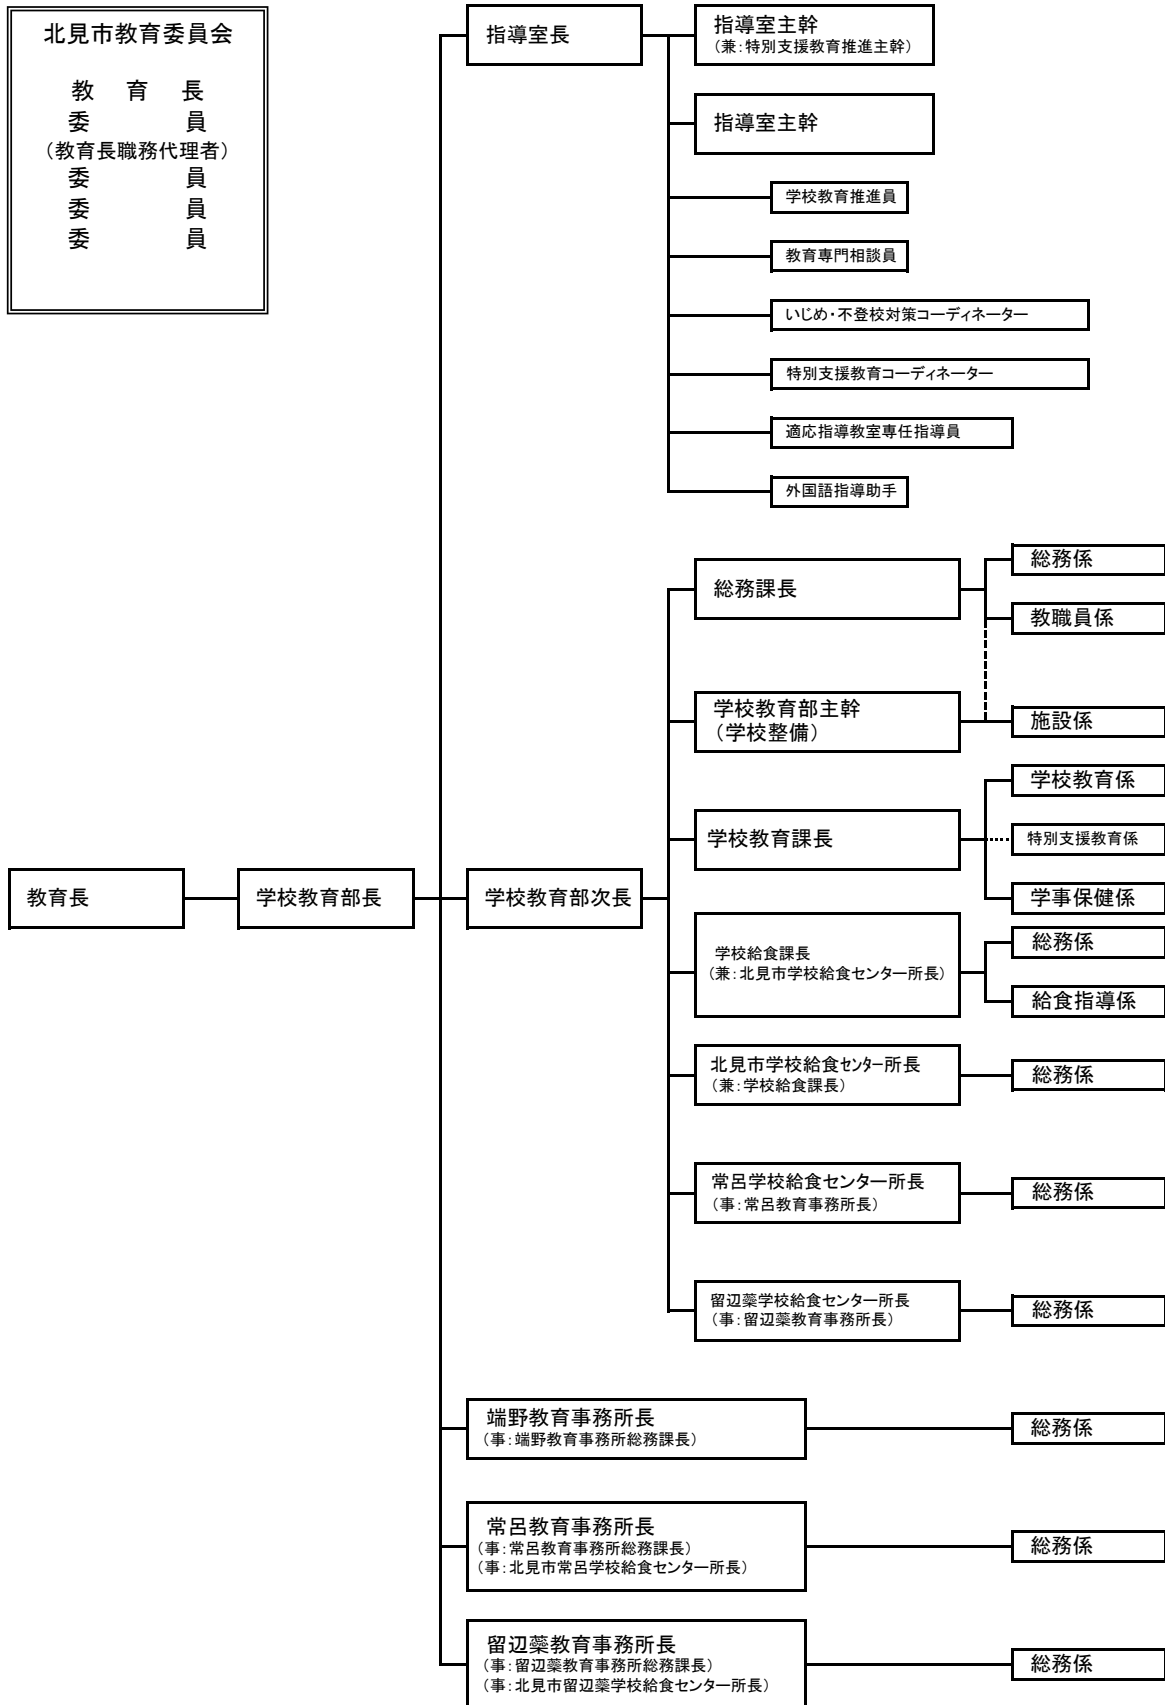 北見市教育委員会
教 育 長
委 員
(教育長職務代理者)
委 員
委 員
委 員
指導室長
指導室主幹
(兼:特別支援教育推進主幹)
指導室主幹
学校教育推進員
教育専門相談員
いじめ・不登校対策コーディネーター
特別支援教育コーディネーター
適応指導教室専任指導員
外国語指導助手
教育長
学校教育部長
学校教育部次長
総務課長
総務係
教職員係
学校教育部主幹
(学校整備)
施設係
学校教育課長
学校教育係
特別支援教育係
学事保健係
学校給食課長
(兼:北見市学校給食センター所長)
総務係
給食指導係
北見市学校給食センター所長
(兼:学校給食課長)
総務係
常呂学校給食センター所長
(事:常呂教育事務所長)
総務係
留辺蘂学校給食センター所長
(事:留辺蘂教育事務所長)
総務係
端野教育事務所長
(事:端野教育事務所総務課長)
総務係
常呂教育事務所長
(事:常呂教育事務所総務課長)
(事:北見市常呂学校給食センター所長)
総務係
留辺蘂教育事務所長
(事:留辺蘂教育事務所総務課長)
(事:北見市留辺蘂学校給食センター所長)
総務係